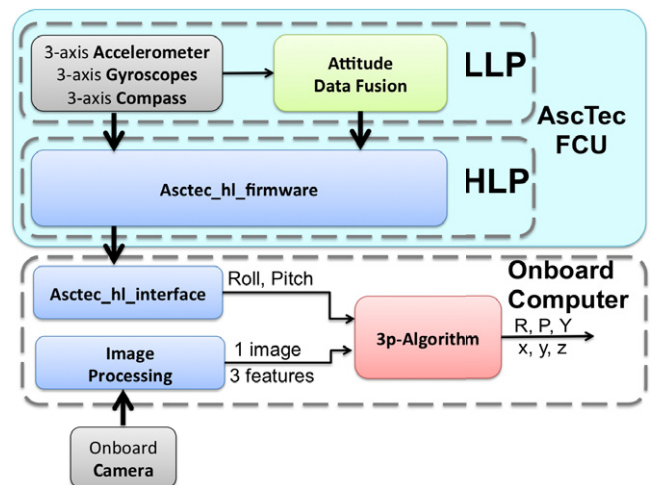 3-axis Accelerometer
3-axis Gyroscopes
3-axis Compass
Attitude
Data Fusion
LLP
AscTec
FCU
Asctec_hl_firmware
HLP
Asctec_hl_interface
Roll, Pitch
Onboard
Computer
Image
Processing
1 image
3 features
3p-Algorithm
R, P, Y
x, y, z
Onboard
Camera